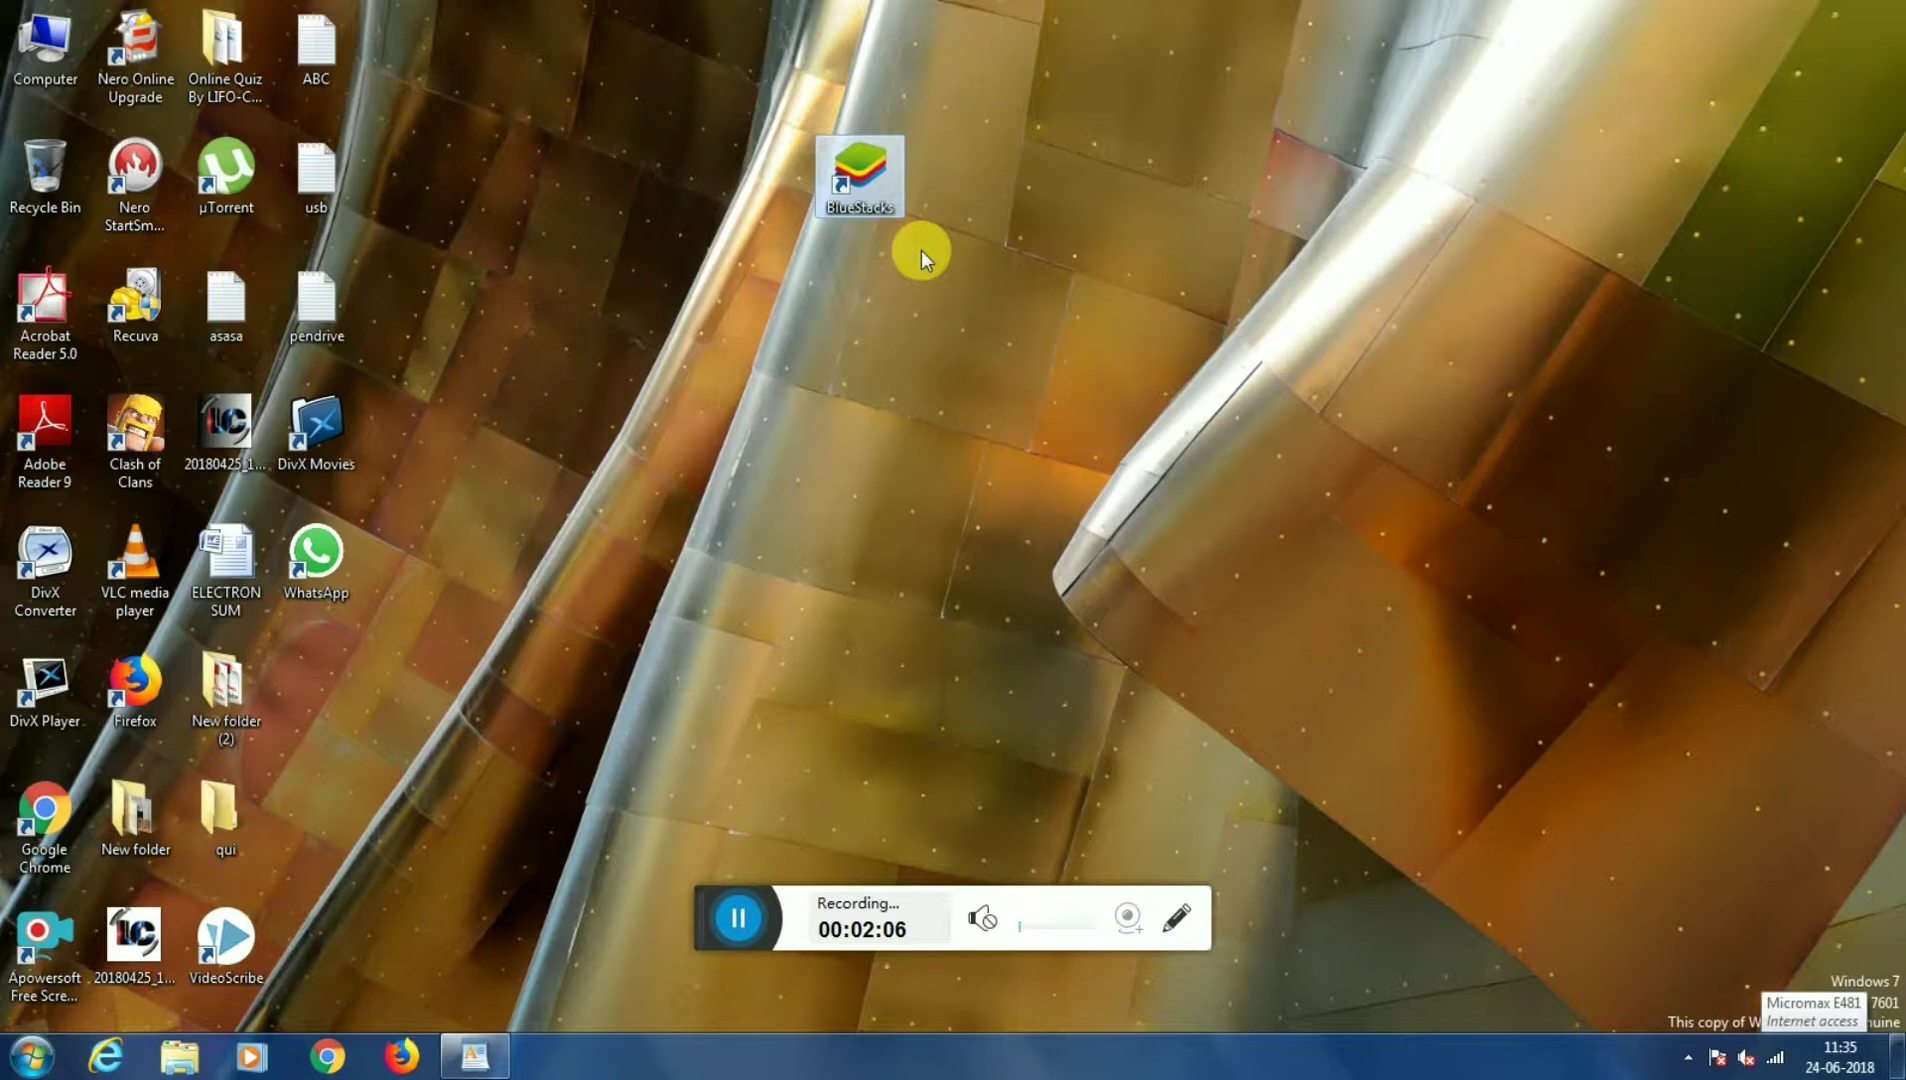 Computer
Nero Online
Upgrade
Online Quiz
By LIFO-C...
ABC
Recycle Bin
Nero
StartSm...
µTorrent
usb
BlueStacks
Acrobat
Reader 5.0
Recuva
asasa
pendrive
Adobe
Reader 9
Clash of
Clans
20180425_1...
DivX Movies
DivX
Converter
VLC media
player
ELECTRON
SUM
WhatsApp
DivX Player
Firefox
New folder
(2)
Google
Chrome
New folder
qui
Apowersoft
Free Scre...
20180425_1...
VideoScribe
Recording...
00:02:06
Windows 7
Micromax E481 7601
This copy of W
Internet access
nuine
11:35
24-06-2018